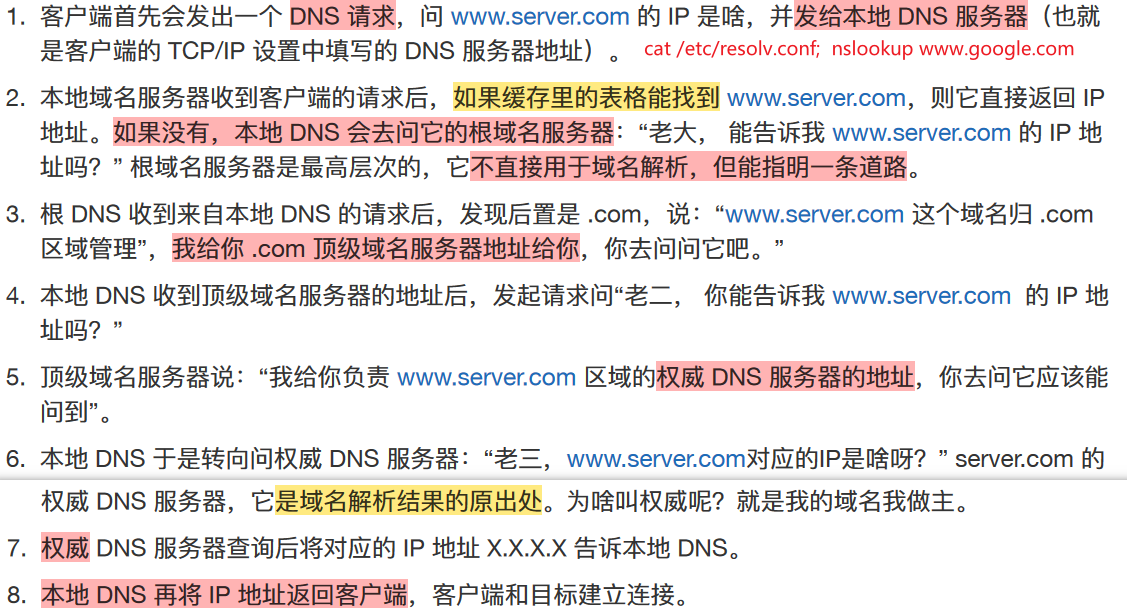 1. 客户端首先会发出一个 DNS 请求，问 www.server.com 的 IP 是啥，并发给本地 DNS 服务器（也就
是客户端的 TCP/IP 设置中填写的 DNS 服务器地址）。 cat /etc/resolv.conf; nslookup www.google.com
2. 本地域名服务器收到客户端的请求后，如果缓存里的表格能找到 www.server.com，则它直接返回 IP
地址。如果没有，本地 DNS 会去问它的根域名服务器：“老大， 能告诉我 www.server.com 的 IP 地
址吗？” 根域名服务器是最高层次的，它不直接用于域名解析，但能指明一条道路。
3. 根 DNS 收到来自本地 DNS 的请求后，发现后置是 .com，说：“www.server.com 这个域名归 .com
区域管理”，我给你 .com 顶级域名服务器地址给你，你去问问它吧。”
4. 本地 DNS 收到顶级域名服务器的地址后，发起请求问“老二， 你能告诉我 www.server.com 的 IP 地
址吗？”
5. 顶级域名服务器说：“我给你负责 www.server.com 区域的权威 DNS 服务器的地址，你去问它应该能
问到”。
6. 本地 DNS 于是转向问权威 DNS 服务器：“老三，www.server.com对应的IP是啥呀？” server.com 的
权威 DNS 服务器，它是域名解析结果的原出处。为啥叫权威呢？就是我的域名我做主。
7. 权威 DNS 服务器查询后将对应的 IP 地址 X.X.X.X 告诉本地 DNS。
8. 本地 DNS 再将 IP 地址返回客户端，客户端和目标建立连接。